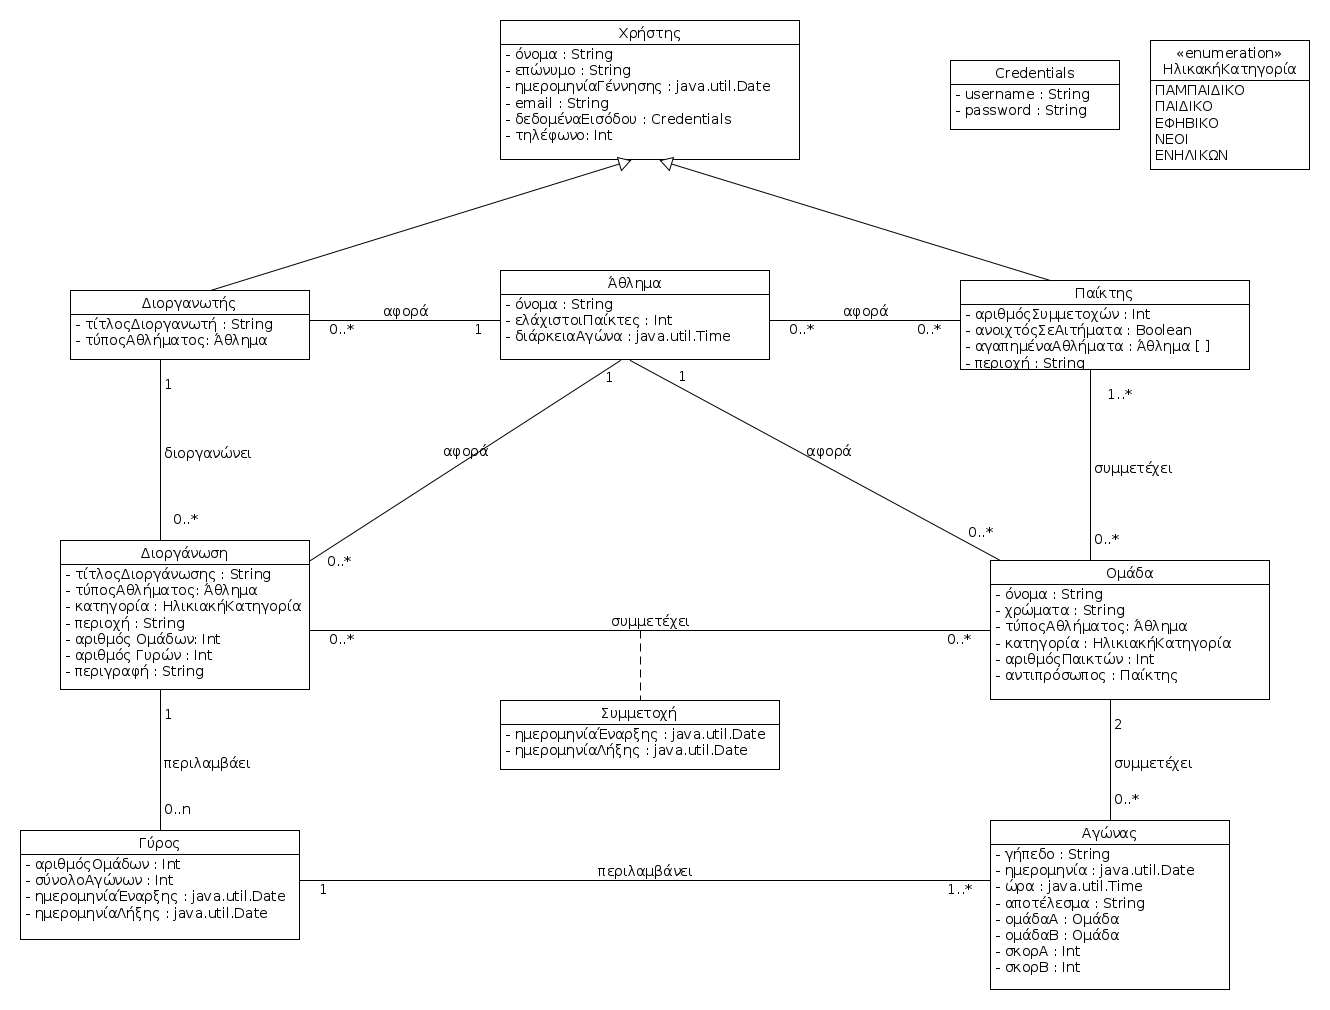 Χρήστης
- όνομα : String
- επώνυμο : String
- ημερομηνίαΓέννησης : java.util.Date
- email : String
- δεδομέναΕισόδου : Credentials
- τηλέφωνο: Int
Credentials
- username : String
- password : String
«enumeration»
ΗλικακήΚατηγορία
ΠΑΜΠΑΙΔΙΚΟ
ΠΑΙΔΙΚΟ
ΕΦΗΒΙΚΟ
ΝΕΟΙ
ΕΝΗΛΙΚΩΝ
Διοργανωτής
- τίτλοςΔιοργανωτή : String
- τύποςΑθλήματος: Άθλημα
αφορά
0..*
1
Άθλημα
- όνομα : String
- ελάχιστοιΠαίκτες : Int
- διάρκειαΑγώνα : java.util.Time
αφορά
0..*
0..*
Παίκτης
- αριθμόςΣυμμετοχών : Int
- ανοιχτόςΣεΑιτήματα : Boolean
- αγαπημέναΑθλήματα : Άθλημα [ ]
- περιοχή : String
1
διοργανώνει
0..*
1
αφορά
0..*
1
αφορά
0..*
1..*
συμμετέχει
0..*
Διοργάνωση
- τίτλοςΔιοργάνωσης : String
- τύποςΑθλήματος: Άθλημα
- κατηγορία : ΗλικιακήΚατηγορία
- περιοχή : String
- αριθμός Ομάδων: Int
- αριθμός Γυρών : Int
- περιγραφή : String
συμμετέχει
0..*
0..*
Ομάδα
- όνομα : String
- χρώματα : String
- τύποςΑθλήματος: Άθλημα
- κατηγορία : ΗλικιακήΚατηγορία
- αριθμόςΠαικτών : Int
- αντιπρόσωπος : Παίκτης
Συμμετοχή
- ημερομηνίαΈναρξης : java.util.Date
- ημερομηνίαΛήξης : java.util.Date
1
περιλαμβάει
0..n
2
συμμετέχει
0..*
Γύρος
- αριθμόςΟμάδων : Int
- σύνολοΑγώνων : Int
- ημερομηνίαΈναρξης : java.util.Date
- ημερομηνίαΛήξης : java.util.Date
περιλαμβάνει
1
1..*
Αγώνας
- γήπεδο : String
- ημερομηνία : java.util.Date
- ώρα : java.util.Time
- αποτέλεσμα : String
- ομάδαΑ : Ομάδα
- ομάδαΒ : Ομάδα
- σκορΑ : Int
- σκορΒ : Int